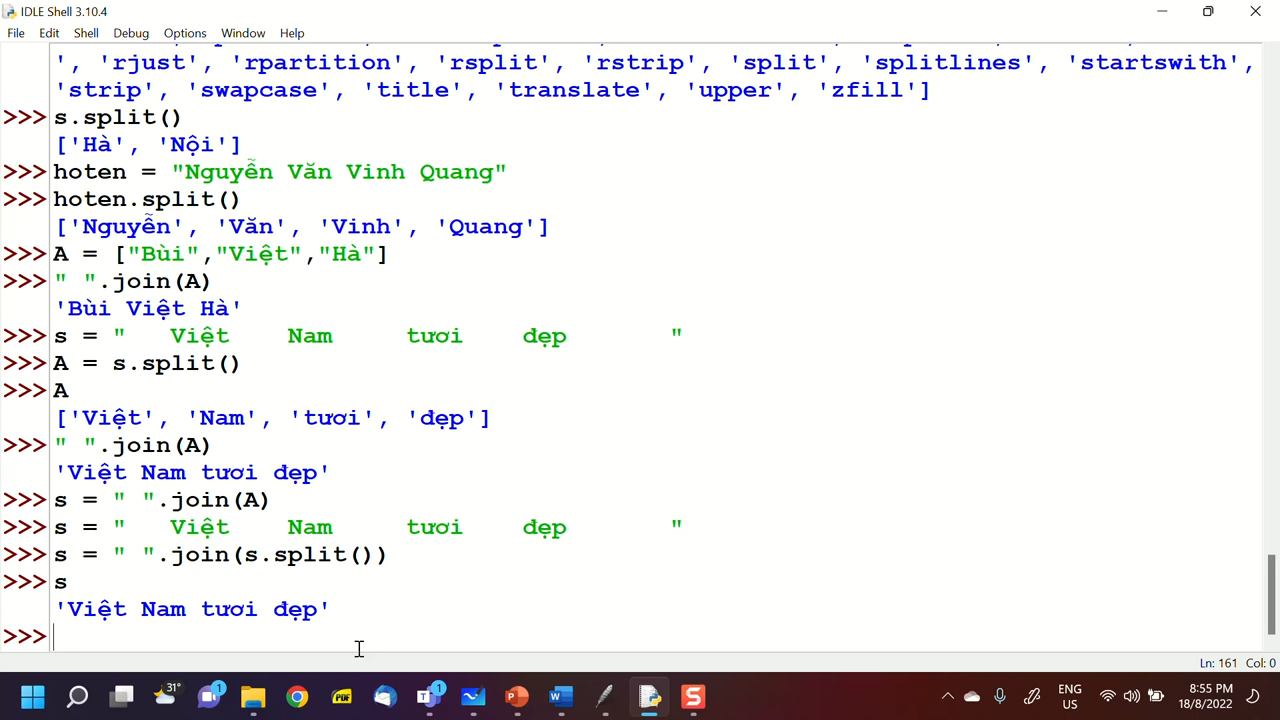 IDLE Shell 3.10.4
File Edit Shell Debug Options Window Help
', 'rjust', 'rpartition', 'rsplit', 'rstrip', 'split', 'splitlines', 'startswith',
'strip', 'swapcase', 'title', 'translate', 'upper', 'zfill']
>>> s.split()
['Hà', 'Nội']
>>> hoten = "Nguyễn Văn Vinh Quang"
>>> hoten.split()
['Nguyễn', 'Văn', 'Vinh', 'Quang']
>>> A = ["Bùi","Việt","Hà"]
>>> " ".join(A)
'Bùi Việt Hà'
>>> s = "   Việt    Nam     tươi    đẹp        "
>>> A = s.split()
>>> A
['Việt', 'Nam', 'tươi', 'đẹp']
>>> " ".join(A)
'Việt Nam tươi đẹp'
>>> s = " ".join(A)
>>> s = "   Việt    Nam     tươi    đẹp        "
>>> s = " ".join(s.split())
>>> s
'Việt Nam tươi đẹp'
>>>
Ln: 161 Col: 0
31° 1 PDF 1 S ENG US 8:55 PM 18/8/2022